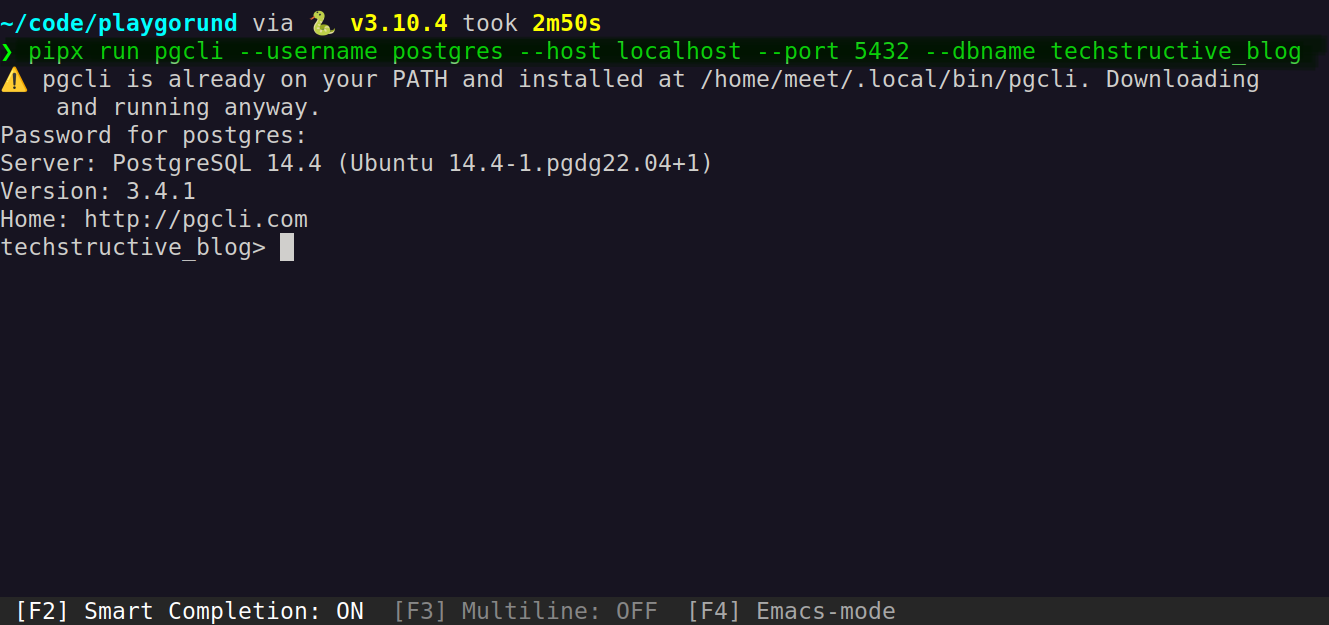 ~/code/playgorund via 🐍 v3.10.4 took 2m50s
❯ pipx run pgcli --username postgres --host localhost --port 5432 --dbname techstructive_blog
⚠️ pgcli is already on your PATH and installed at /home/meet/.local/bin/pgcli. Downloading
and running anyway.
Password for postgres:
Server: PostgreSQL 14.4 (Ubuntu 14.4-1.pgdg22.04+1)
Version: 3.4.1
Home: http://pgcli.com
techstructive_blog>
[F2] Smart Completion: ON [F3] Multiline: OFF [F4] Emacs-mode